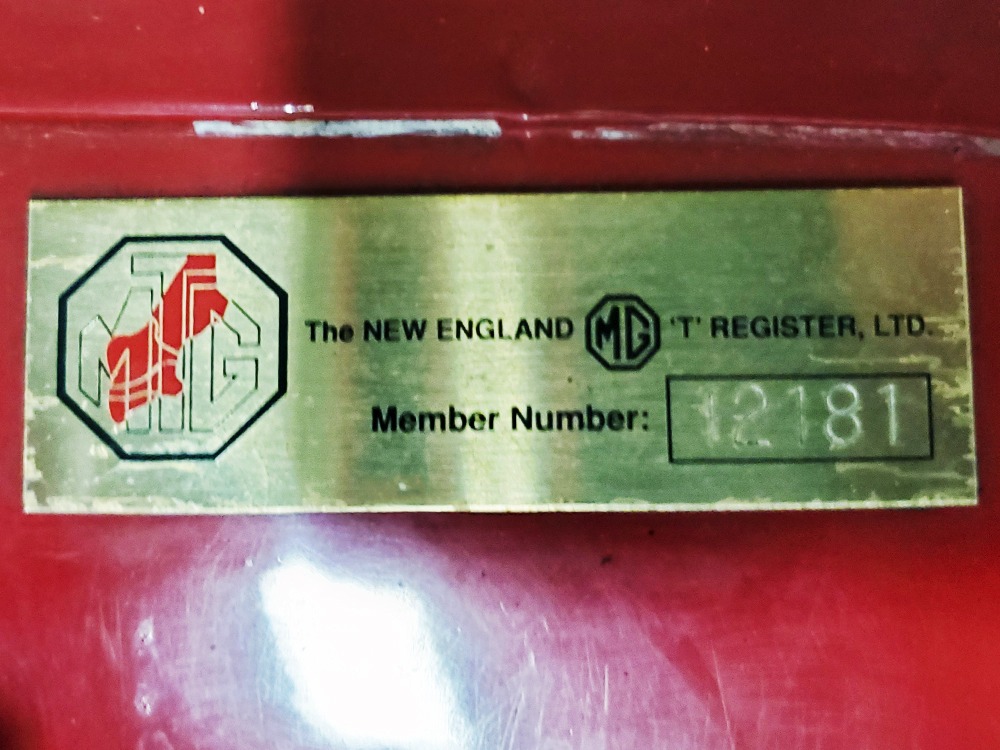 The NEW ENGLAND MG 'T' REGISTER, LTD.
Member Number: 12181